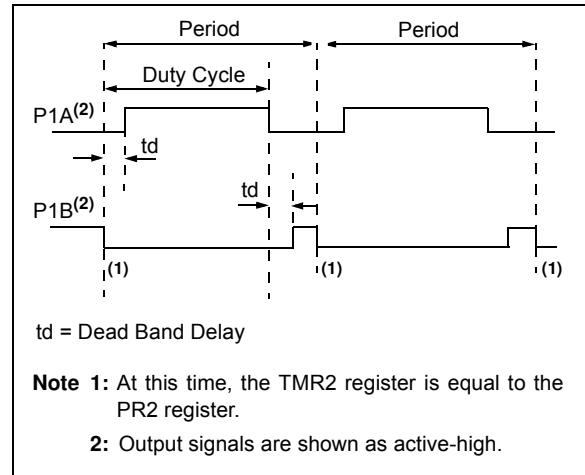 Period Period
Duty Cycle
P1A(2)
td
td
P1B(2)
(1) (1) (1)
td = Dead Band Delay
Note 1: At this time, the TMR2 register is equal to the
PR2 register.
2: Output signals are shown as active-high.